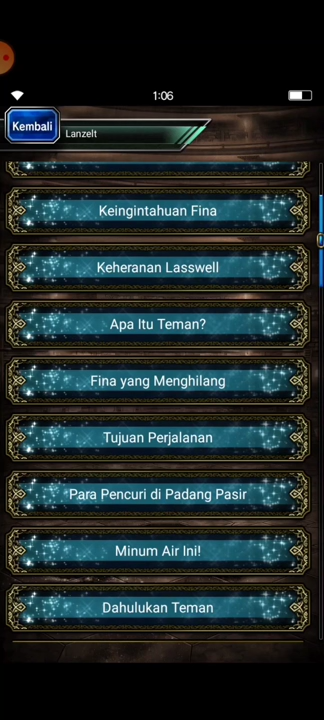 1:06
Kembali
Lanzelt
Keingintahuan Fina
Keheranan Lasswell
Apa Itu Teman?
Fina yang Menghilang
Tujuan Perjalanan
Para Pencuri di Padang Pasir
Minum Air Ini!
Dahulukan Teman